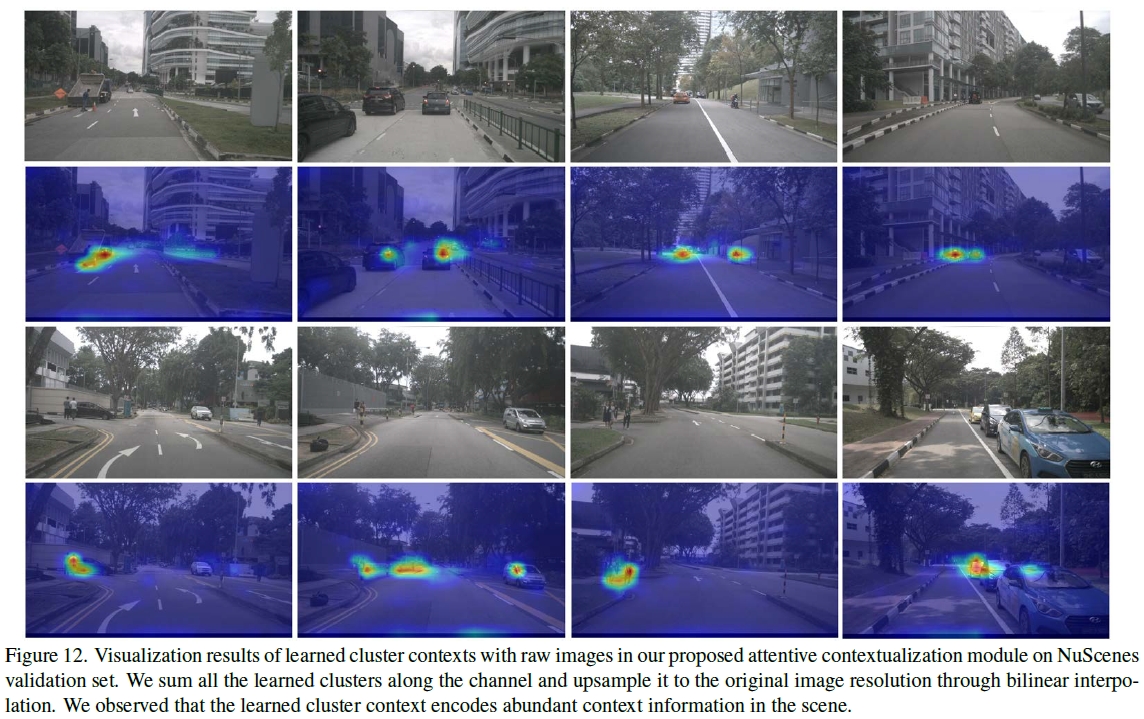 Figure 12. Visualization results of learned cluster contexts with raw images in our proposed attentive contextualization module on NuScenes
validation set. We sum all the learned clusters along the channel and upsample it to the original image resolution through bilinear interpo-
lation. We observed that the learned cluster context encodes abundant context information in the scene.